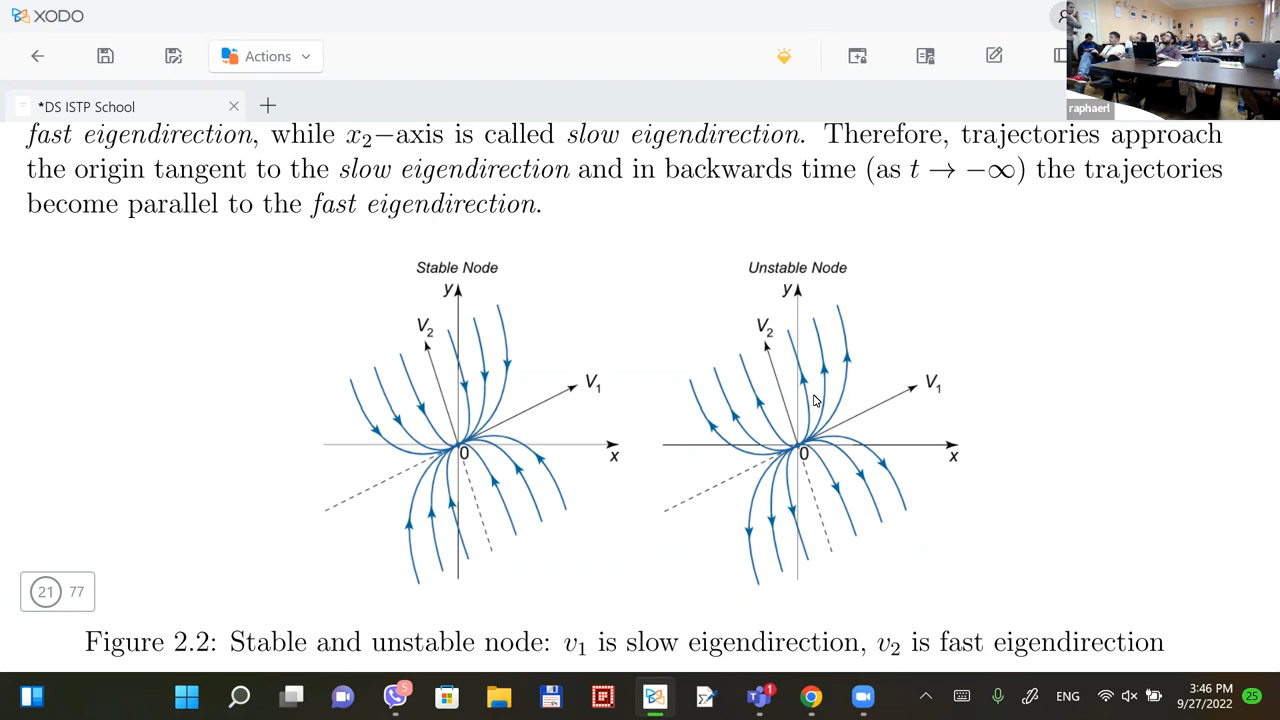 XODO
Actions
raphaerl
*DS ISTP School
fast eigendirection, while x₂−axis is called slow eigendirection. Therefore, trajectories approach
the origin tangent to the slow eigendirection and in backwards time (as t → −∞) the trajectories
become parallel to the fast eigendirection.
Stable Node
Unstable Node
y
y
V₂
V₂
V₁
V₁
0
0
x
x
21 77
Figure 2.2: Stable and unstable node: v₁ is slow eigendirection, v₂ is fast eigendirection
5
1
ENG
3:46 PM
9/27/2022
25